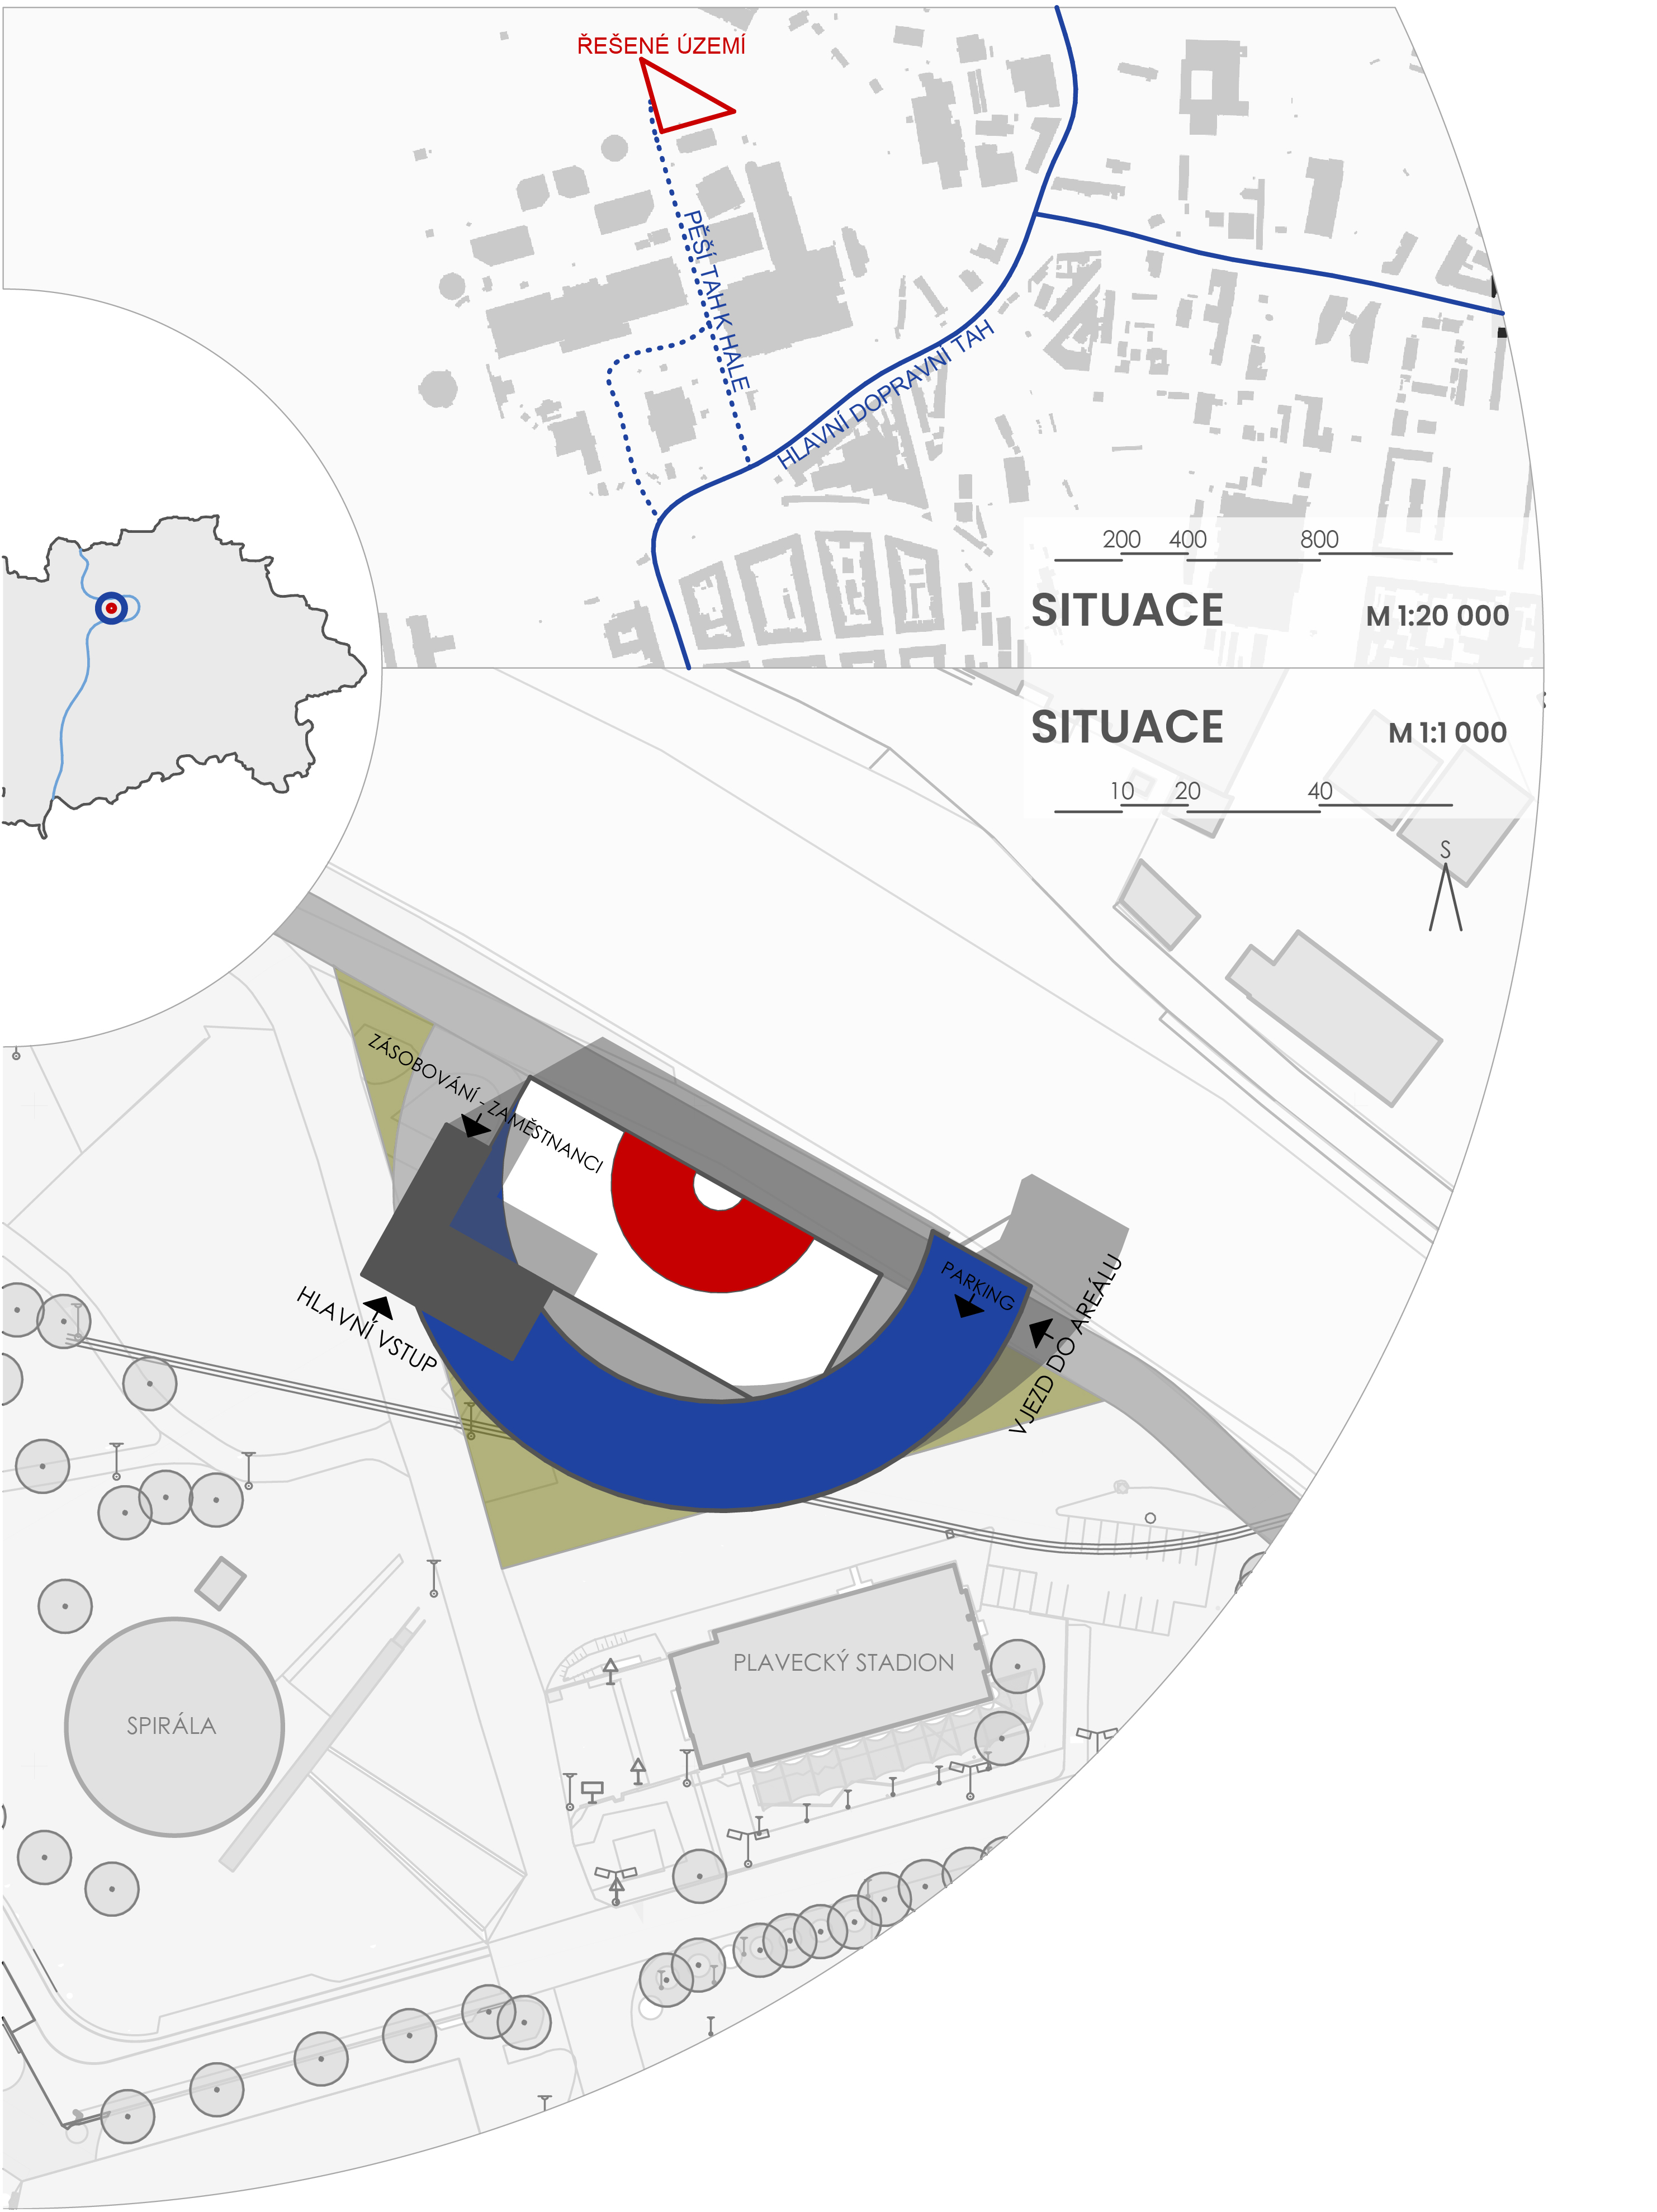 ŘEŠENÉ ÚZEMÍ
PĚŠÍ TAH K HALE
HLAVNÍ DOPRAVNÍ TAH
200 400 800
SITUACE M 1:20 000
SITUACE M 1:1 000
10 20 40
S
ZÁSOBOVÁNÍ - ZAMĚSTNANCI
PARKING
VJEZD DO AREÁLU
HLAVNÍ VSTUP
PLAVECKÝ STADION
SPIRÁLA